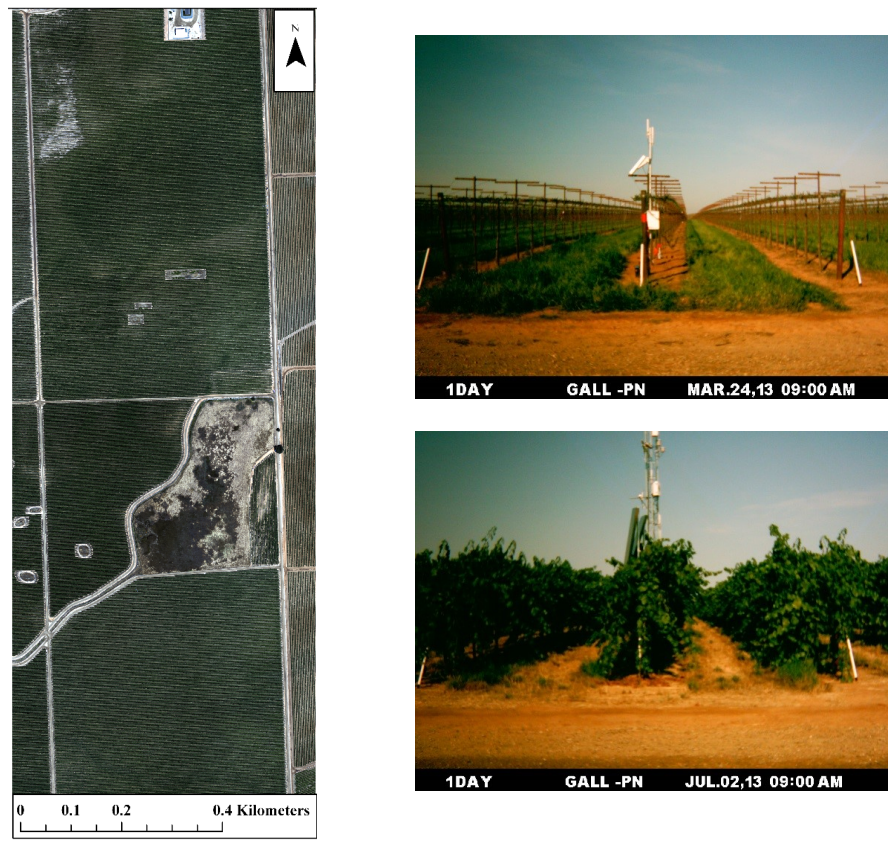 N
0 0.1 0.2 0.4 Kilometers
1DAY GALL -PN MAR.24,13 09:00 AM
1DAY GALL -PN JUL.02,13 09:00 AM